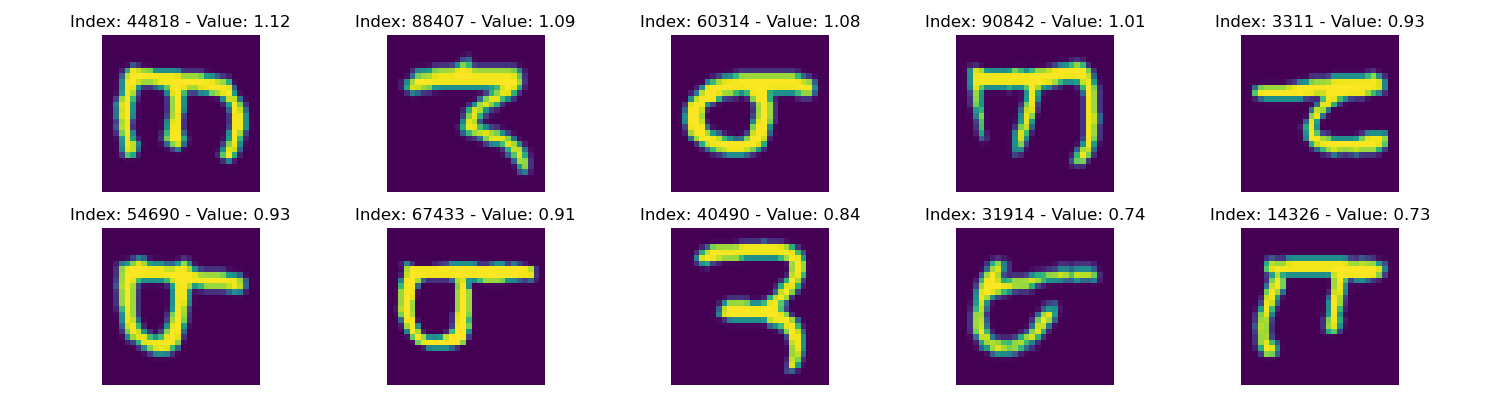 Index: 44818 - Value: 1.12 Index: 88407 - Value: 1.09 Index: 60314 - Value: 1.08 Index: 90842 - Value: 1.01 Index: 3311 - Value: 0.93
Index: 54690 - Value: 0.93 Index: 67433 - Value: 0.91 Index: 40490 - Value: 0.84 Index: 31914 - Value: 0.74 Index: 14326 - Value: 0.73